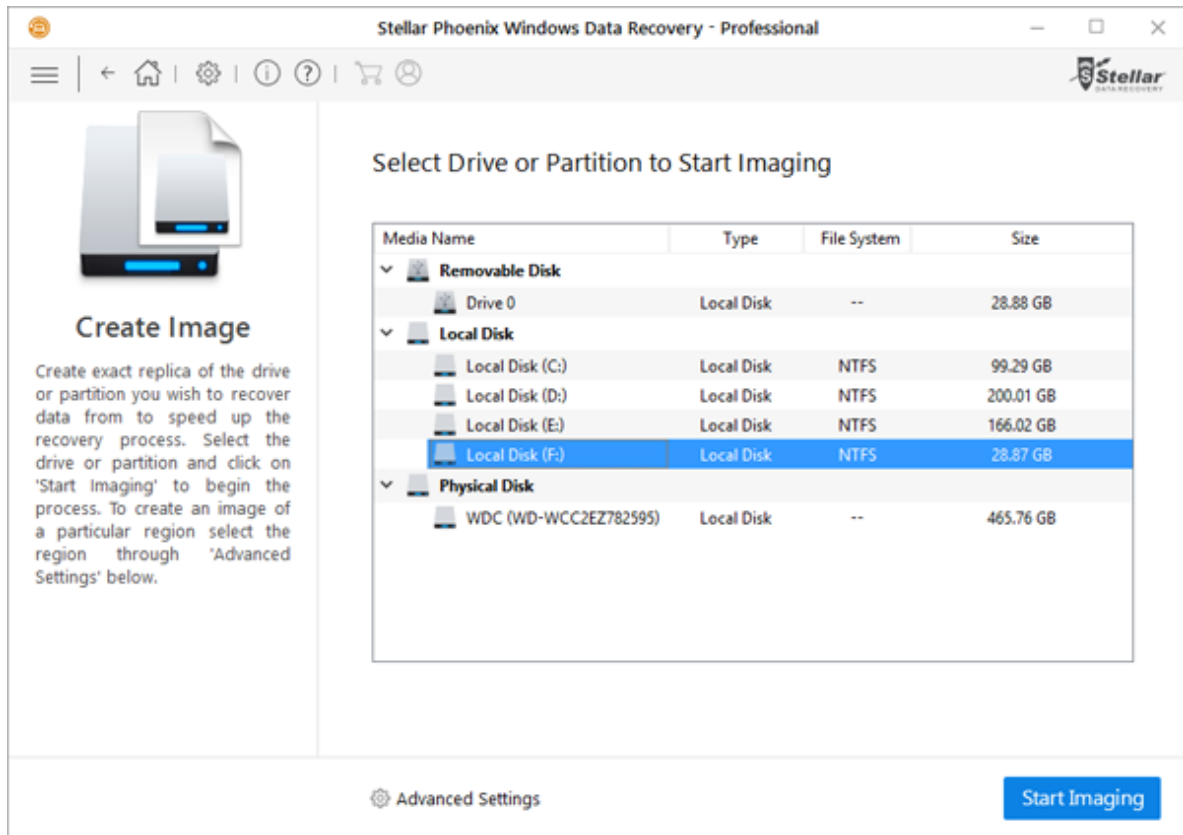 Stellar Phoenix Windows Data Recovery - Professional
Stellar
DATA RECOVERY
Create Image
Create exact replica of the drive
or partition you wish to recover
data from to speed up the
recovery process. Select the
drive or partition and click on
'Start Imaging' to begin the
process. To create an image of
a particular region select the
region through 'Advanced
Settings' below.
Select Drive or Partition to Start Imaging
Media Name Type File System Size
Removable Disk
Drive 0 Local Disk -- 28.88 GB
Local Disk
Local Disk (C:) Local Disk NTFS 99.29 GB
Local Disk (D:) Local Disk NTFS 200.01 GB
Local Disk (E:) Local Disk NTFS 166.02 GB
Local Disk (F:) Local Disk NTFS 28.87 GB
Physical Disk
WDC (WD-WCC2EZ782595) Local Disk -- 465.76 GB
Advanced Settings
Start Imaging